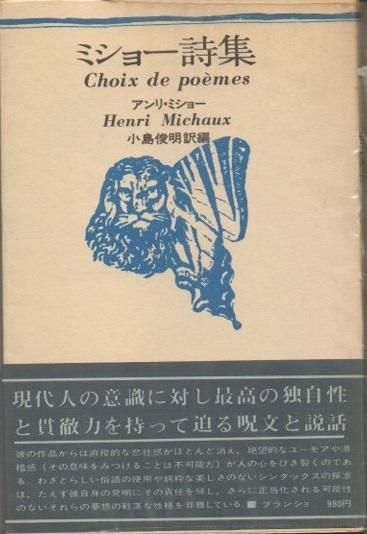 ミショー詩集
Choix de poèmes
アンリ・ミショー
Henri Michaux
小島俊明訳編
現代人の意識に対し最高の独自性
と貫徹力を持って迫る呪文と説話
彼の作品からは直接的な悲壮感がほとんど消え、絶望的なユーモアや滑
稽感（その意味をみつけることは不可能だ）が人の心をひき裂くのであ
る。わざとらしい俗語の使用や純粋な美しさのないシンタックスの探求
は、たえず彼自身の発明にその責任を帰し、さらに正当化される可能性
のないそれらの夢想の 落な性格を 難している。■ブランショ 980円